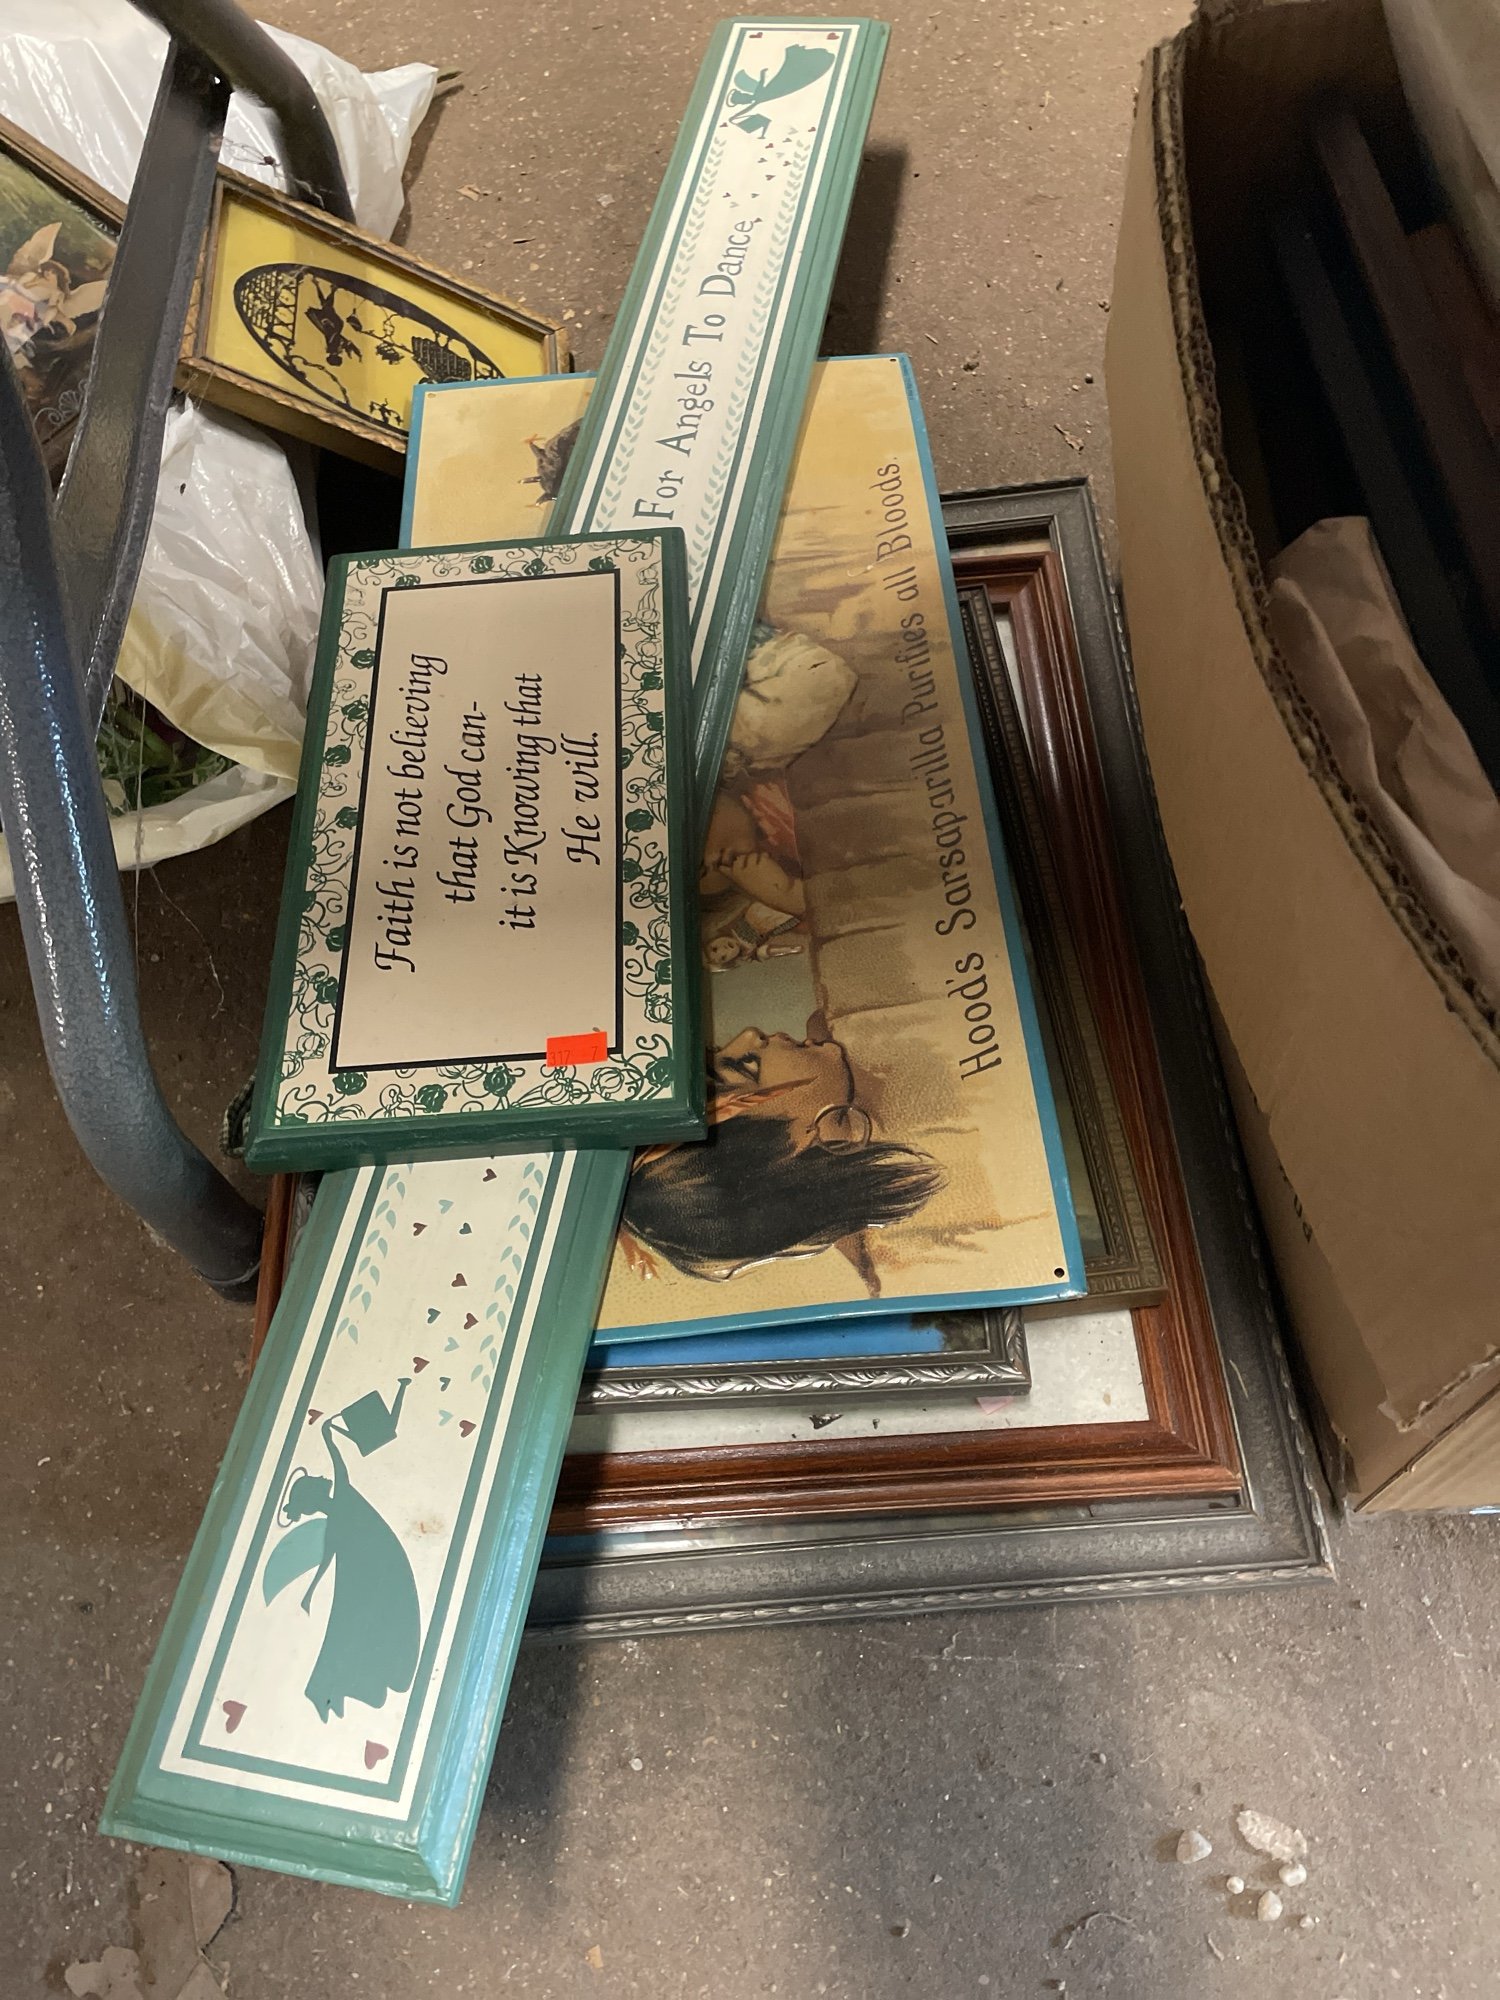 For Angels To Dance
Faith is not believing
that God can-
it is Knowing that
He will.
Hood's Sarsaparilla Purifies all Bloods.